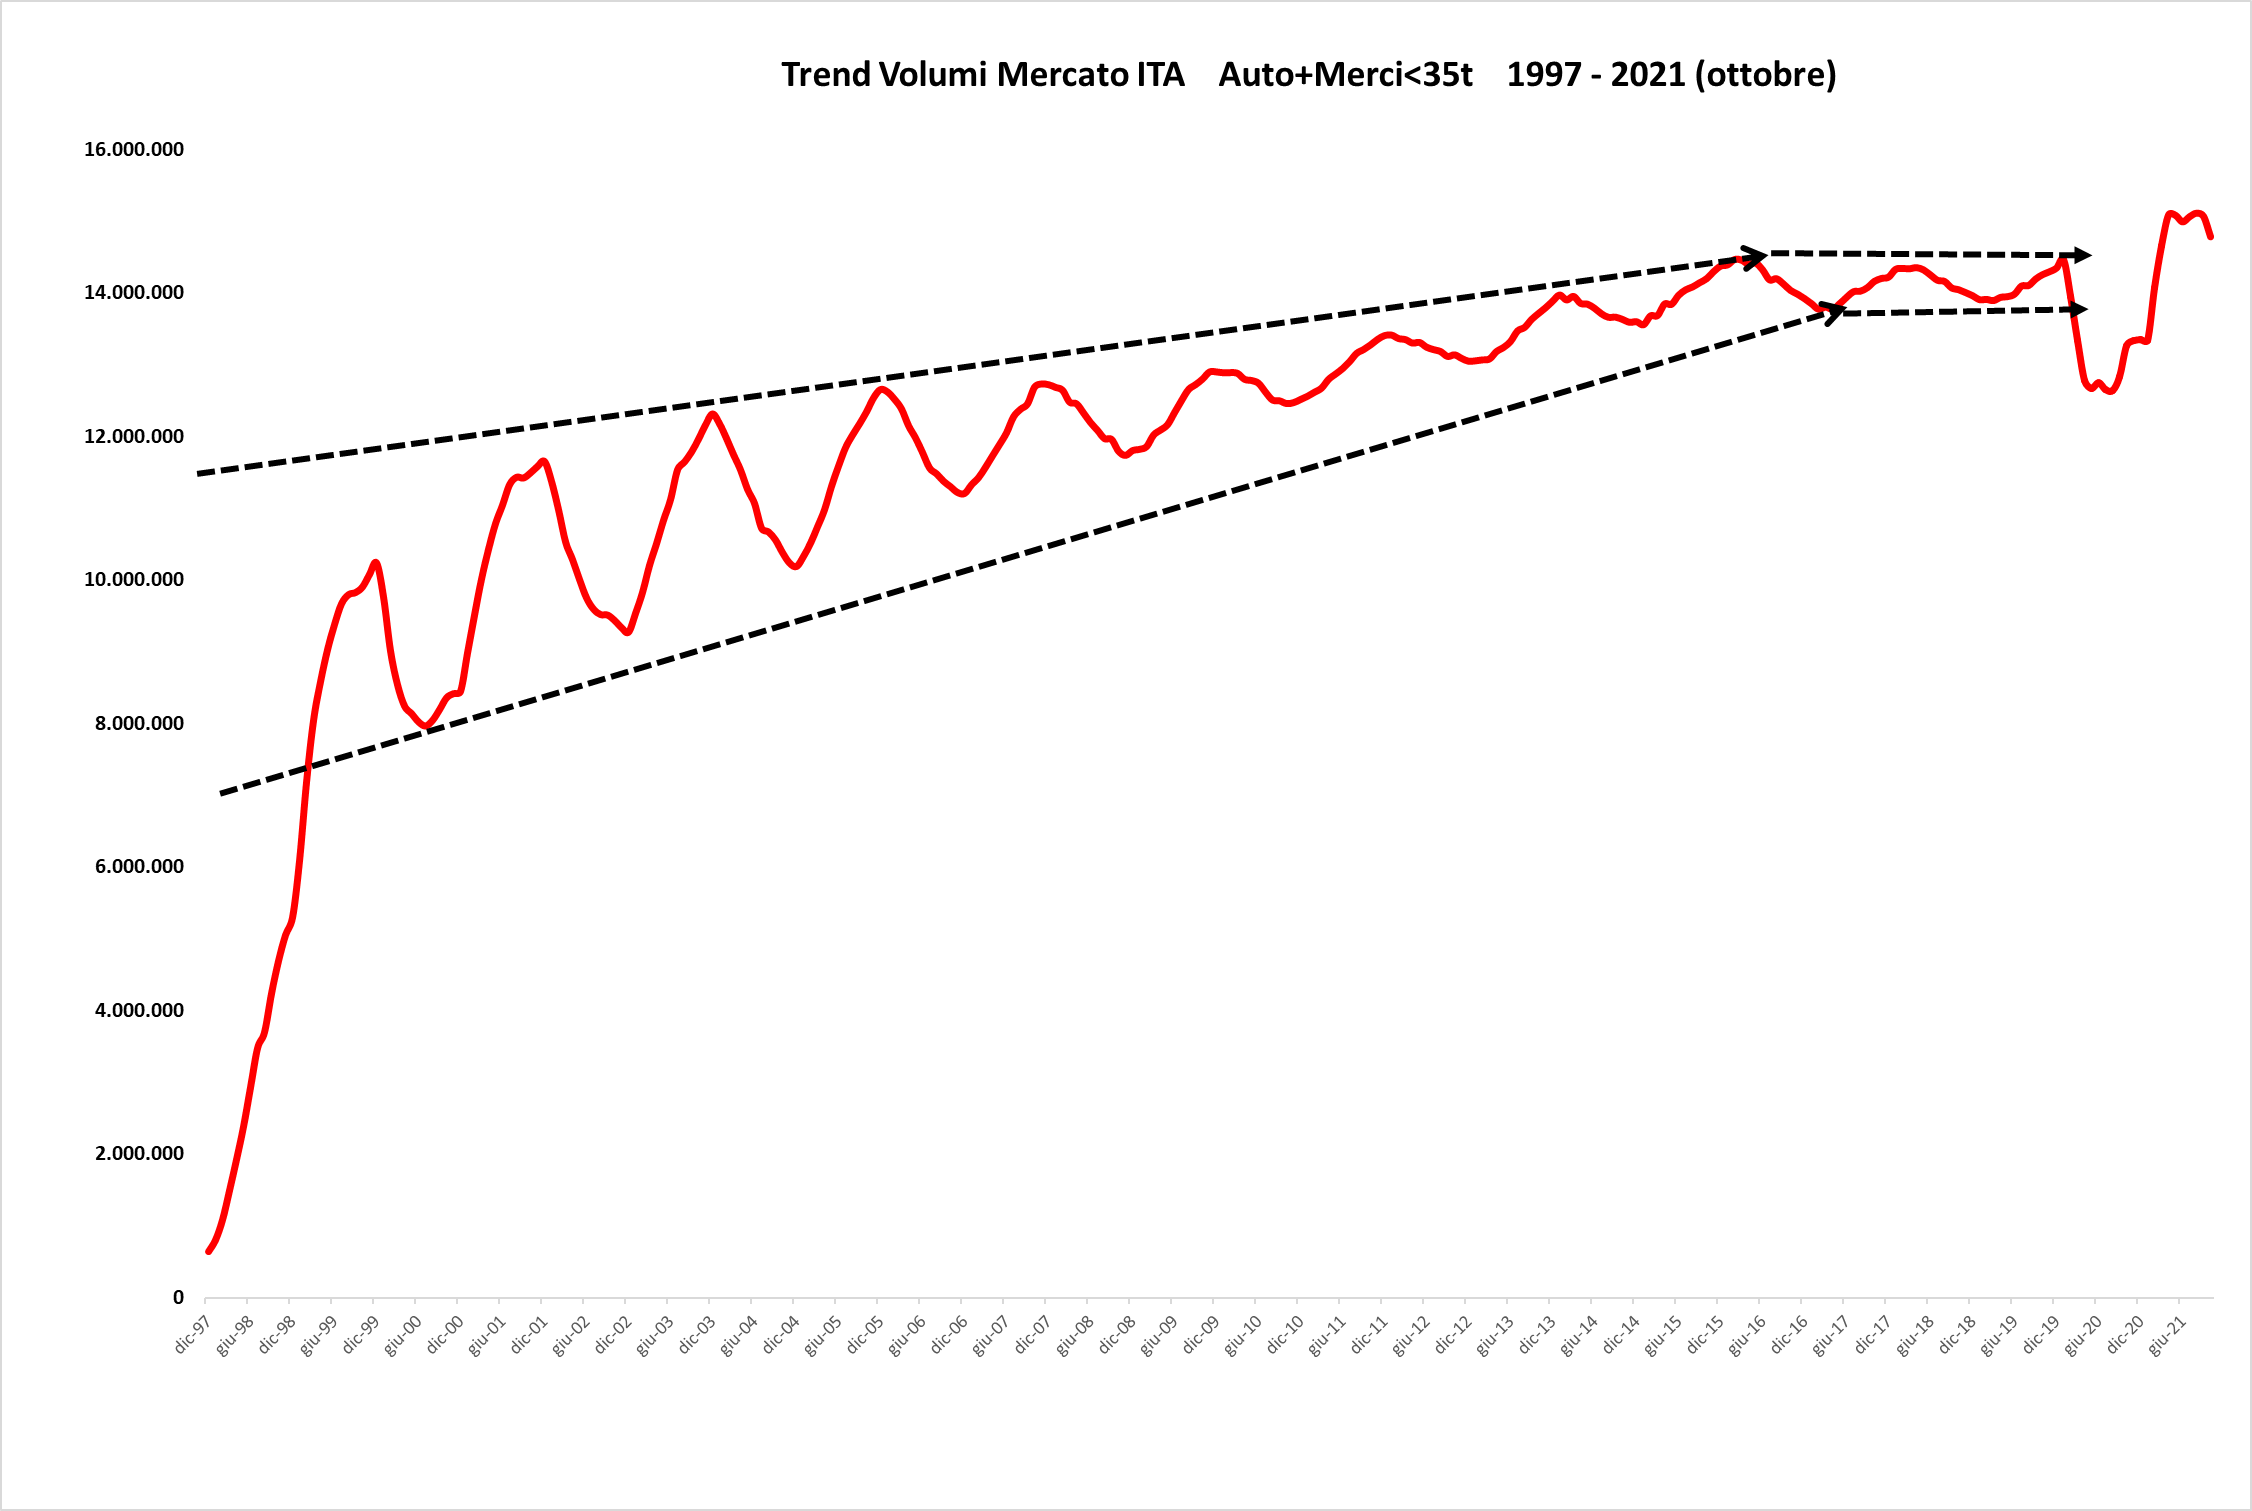 Trend Volumi Mercato ITA Auto+Merci<35t 1997 - 2021 (ottobre)
16.000.000
14.000.000
12.000.000
10.000.000
8.000.000
6.000.000
4.000.000
2.000.000
0
dic-97
giu-98
dic-98
giu-99
dic-99
giu-00
dic-00
giu-01
dic-01
giu-02
dic-02
giu-03
dic-03
giu-04
dic-04
giu-05
dic-05
giu-06
dic-06
giu-07
dic-07
giu-08
dic-08
giu-09
dic-09
giu-10
dic-10
giu-11
dic-11
giu-12
dic-12
giu-13
dic-13
giu-14
dic-14
giu-15
dic-15
giu-16
dic-16
giu-17
dic-17
giu-18
dic-18
giu-19
dic-19
giu-20
dic-20
giu-21